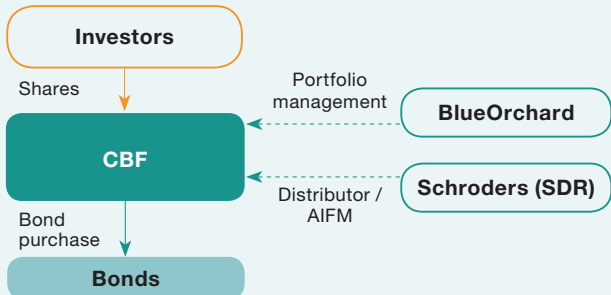 Investors
Shares
Portfolio
management
BlueOrchard
CBF
Schroders (SDR)
Distributor /
AIFM
Bond
purchase
Bonds